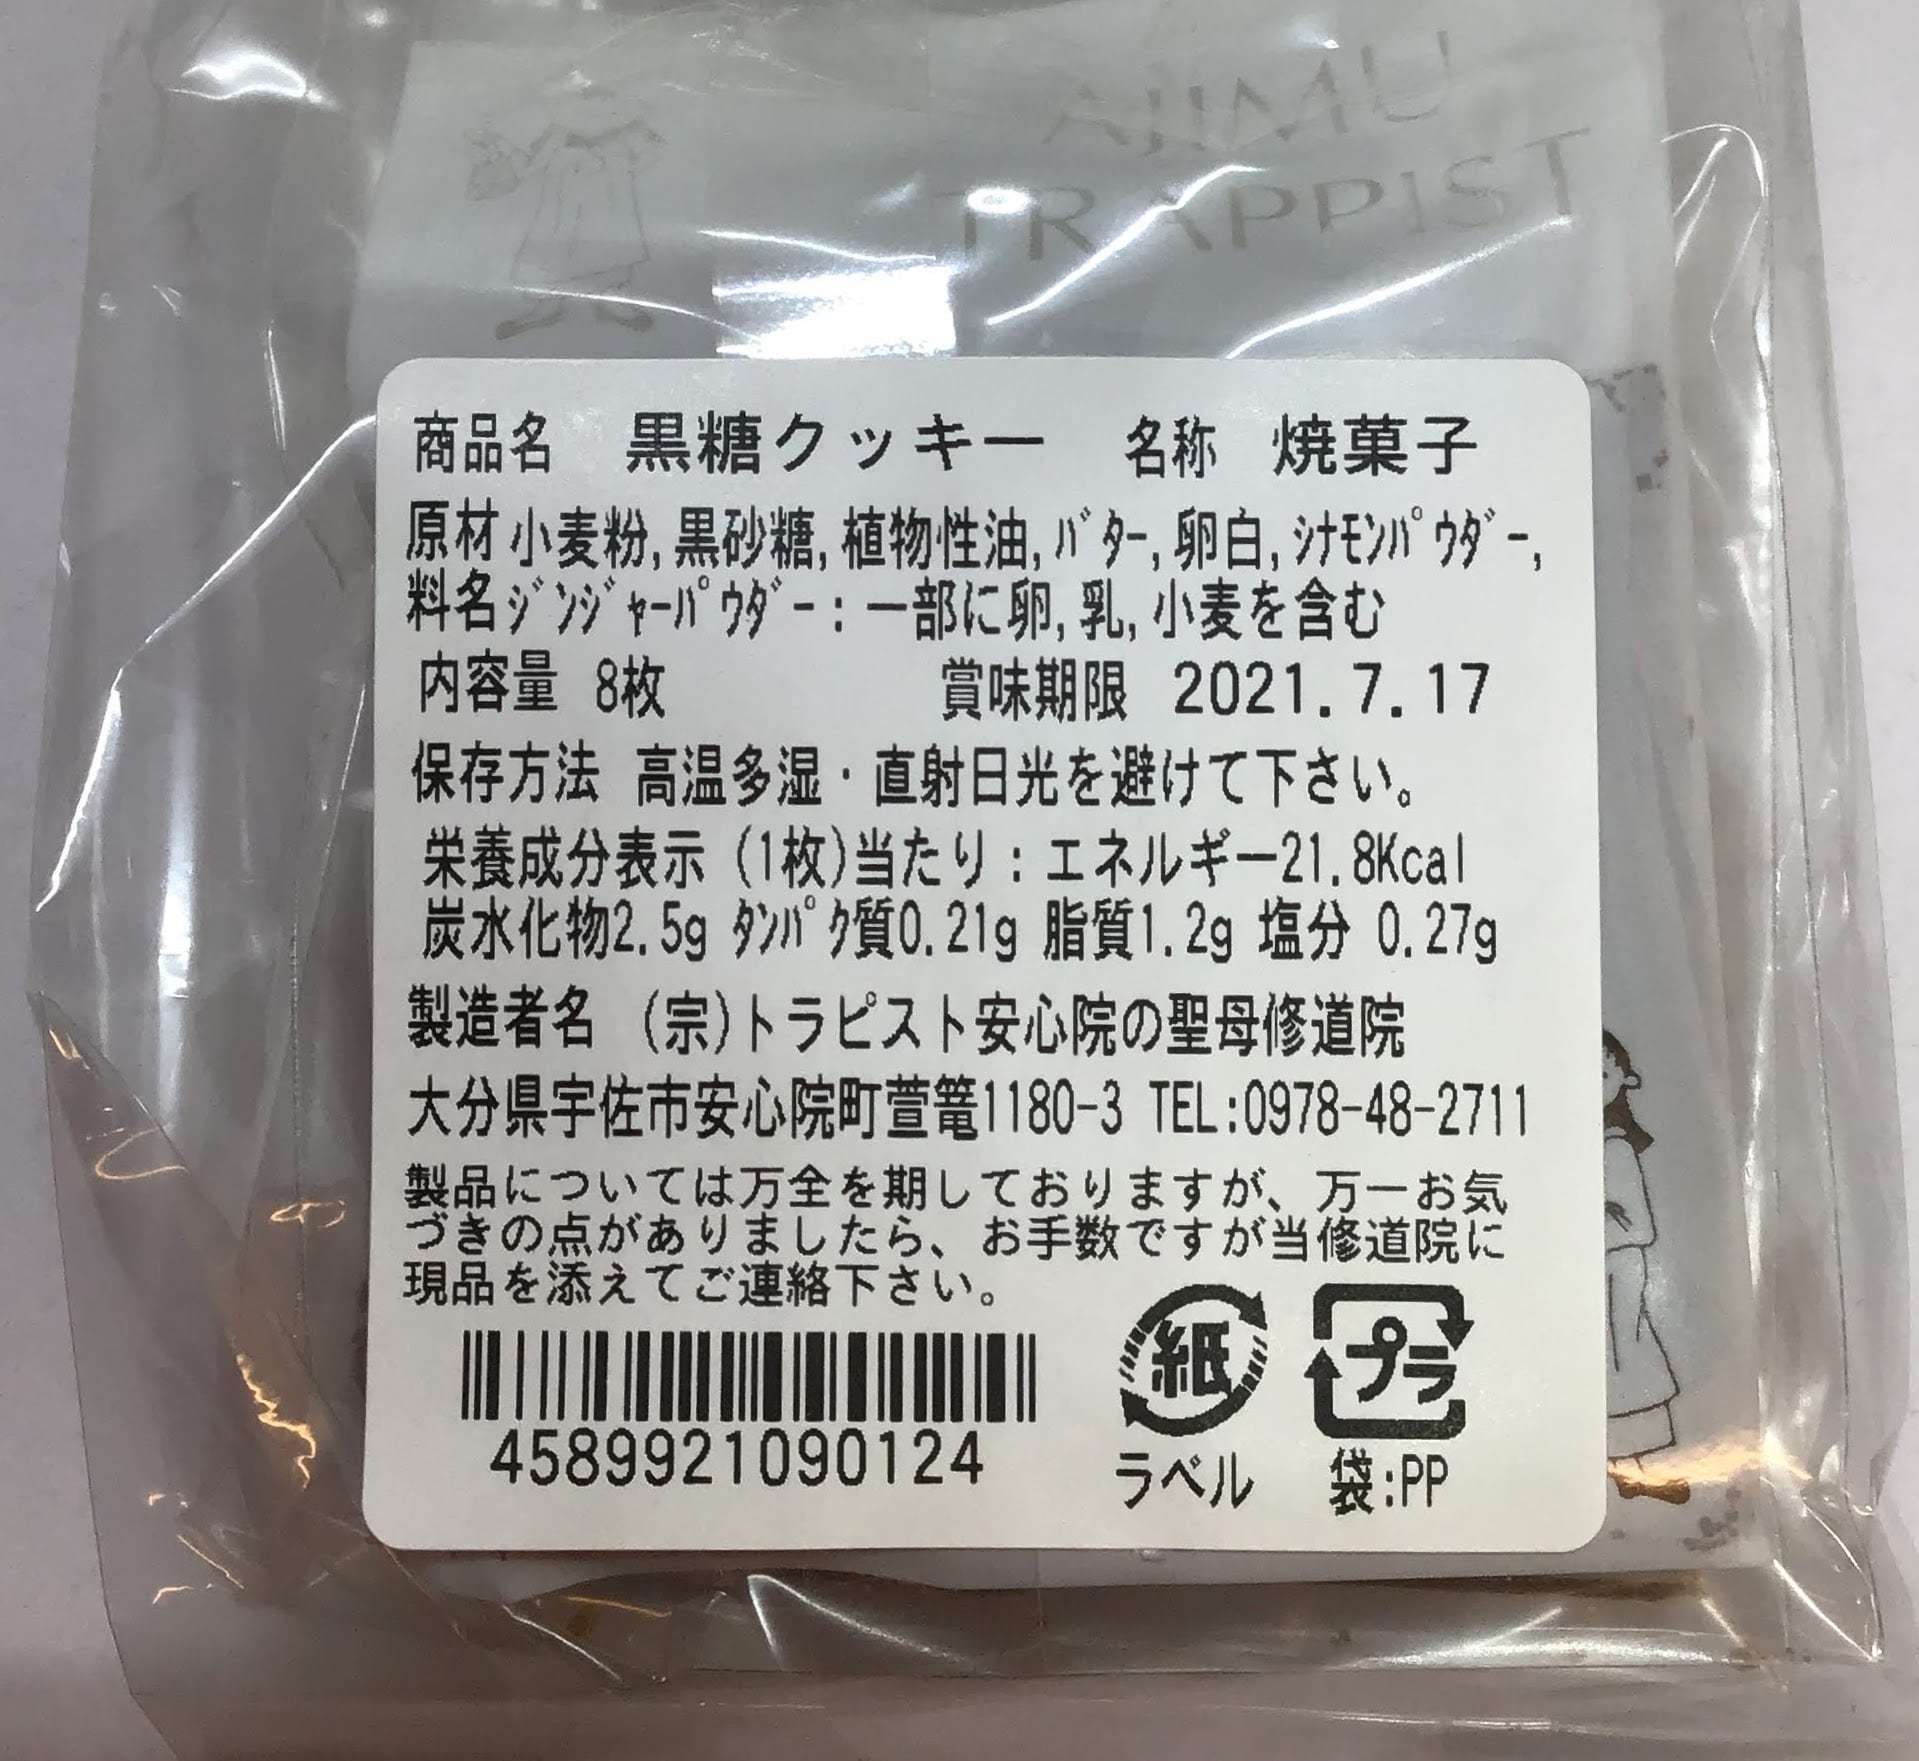 AJIMU
TRAPPIST
商品名 黒糖クッキー 名称 焼菓子
原材 小麦粉,黒砂糖,植物性油,ﾊﾞﾀｰ,卵白,ｼﾅﾓﾝﾊﾟｳﾀﾞｰ,
料名ｼﾞﾝｼﾞｬｰﾊﾟｳﾀﾞｰ:一部に卵,乳,小麦を含む
内容量 8枚 賞味期限 2021.7.17
保存方法 高温多湿・直射日光を避けて下さい。
栄養成分表示(1枚)当たり:エネルギー21.8Kcal
炭水化物2.5g ﾀﾝﾊﾟｸ質0.21g 脂質1.2g 塩分 0.27g
製造者名 (宗)トラピスト安心院の聖母修道院
大分県宇佐市安心院町萱篭1180-3 TEL:0978-48-2711
製品については万全を期しておりますが、万一お気
づきの点がありましたら、お手数ですが当修道院に
現品を添えてご連絡下さい。
紙 プラ
4589921090124
ラベル 袋:PP